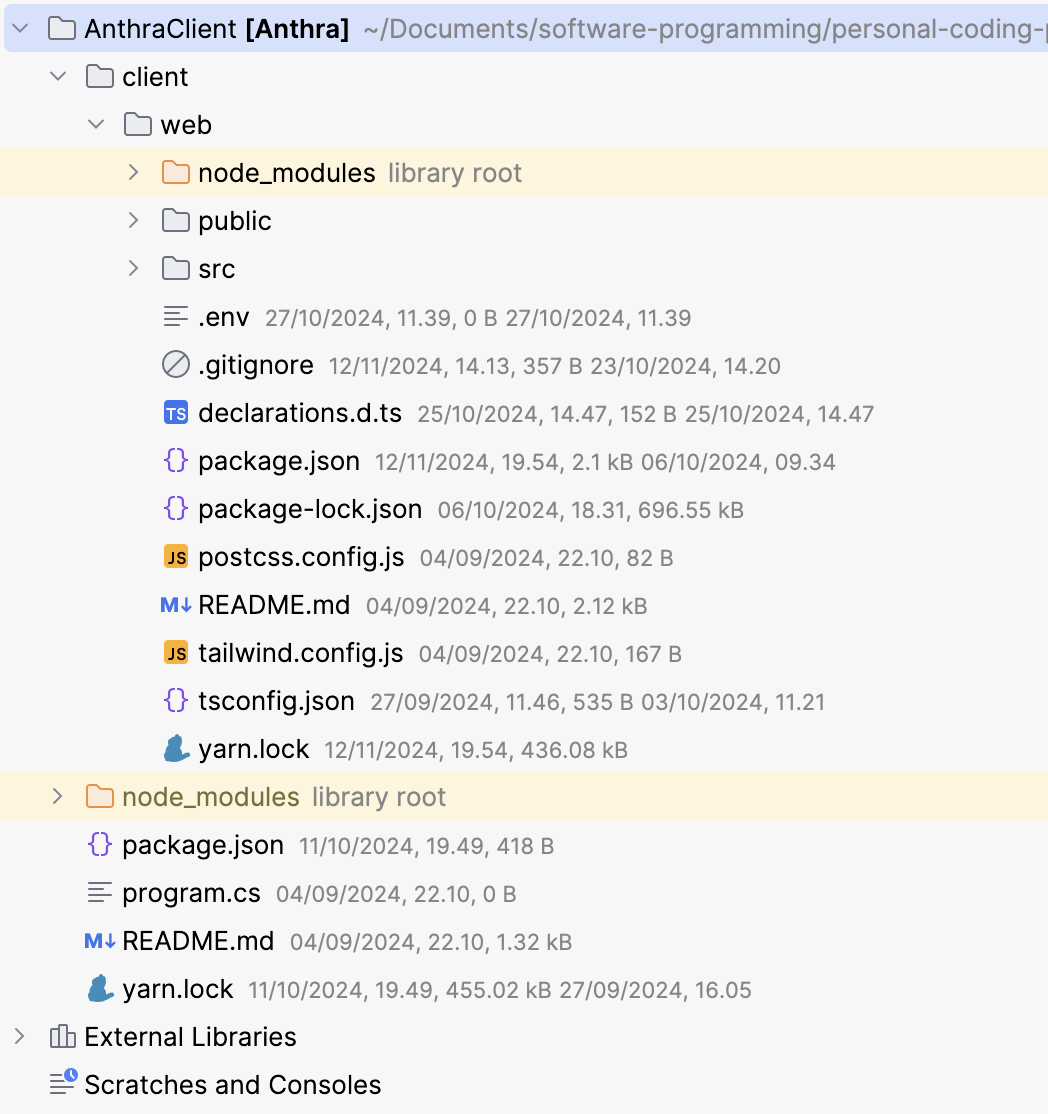 AnthraClient [Anthra] ~/Documents/software-programming/personal-coding-
client
web
node_modules library root
public
src
.env 27/10/2024, 11.39, 0 B 27/10/2024, 11.39
.gitignore 12/11/2024, 14.13, 357 B 23/10/2024, 14.20
TS declarations.d.ts 25/10/2024, 14.47, 152 B 25/10/2024, 14.47
{} package.json 12/11/2024, 19.54, 2.1 kB 06/10/2024, 09.34
{} package-lock.json 06/10/2024, 18.31, 696.55 kB
JS postcss.config.js 04/09/2024, 22.10, 82 B
M↓ README.md 04/09/2024, 22.10, 2.12 kB
JS tailwind.config.js 04/09/2024, 22.10, 167 B
{} tsconfig.json 27/09/2024, 11.46, 535 B 03/10/2024, 11.21
yarn.lock 12/11/2024, 19.54, 436.08 kB
node_modules library root
{} package.json 11/10/2024, 19.49, 418 B
program.cs 04/09/2024, 22.10, 0 B
M↓ README.md 04/09/2024, 22.10, 1.32 kB
yarn.lock 11/10/2024, 19.49, 455.02 kB 27/09/2024, 16.05
External Libraries
Scratches and Consoles